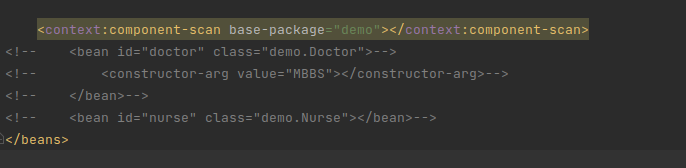 <context:component-scan base-package="demo"></context:component-scan>
<!--    <bean id="doctor" class="demo.Doctor">-->
<!--        <constructor-arg value="MBBS"></constructor-arg>-->
<!--    </bean>-->
<!--    <bean id="nurse" class="demo.Nurse"></bean>-->
</beans>